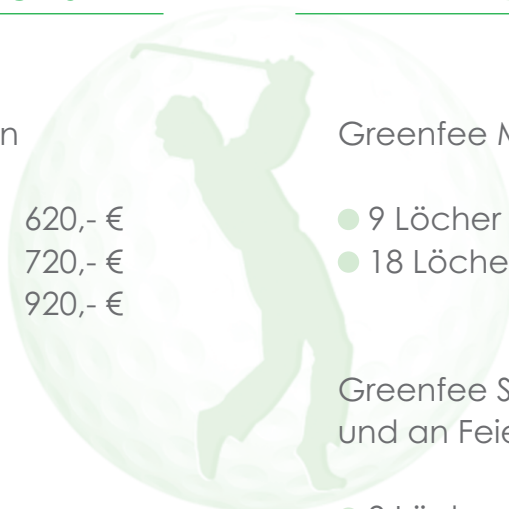 n
620,- €
720,- €
920,- €
Greenfee M
9 Löcher
18 Löche
Greenfee S
und an Feie